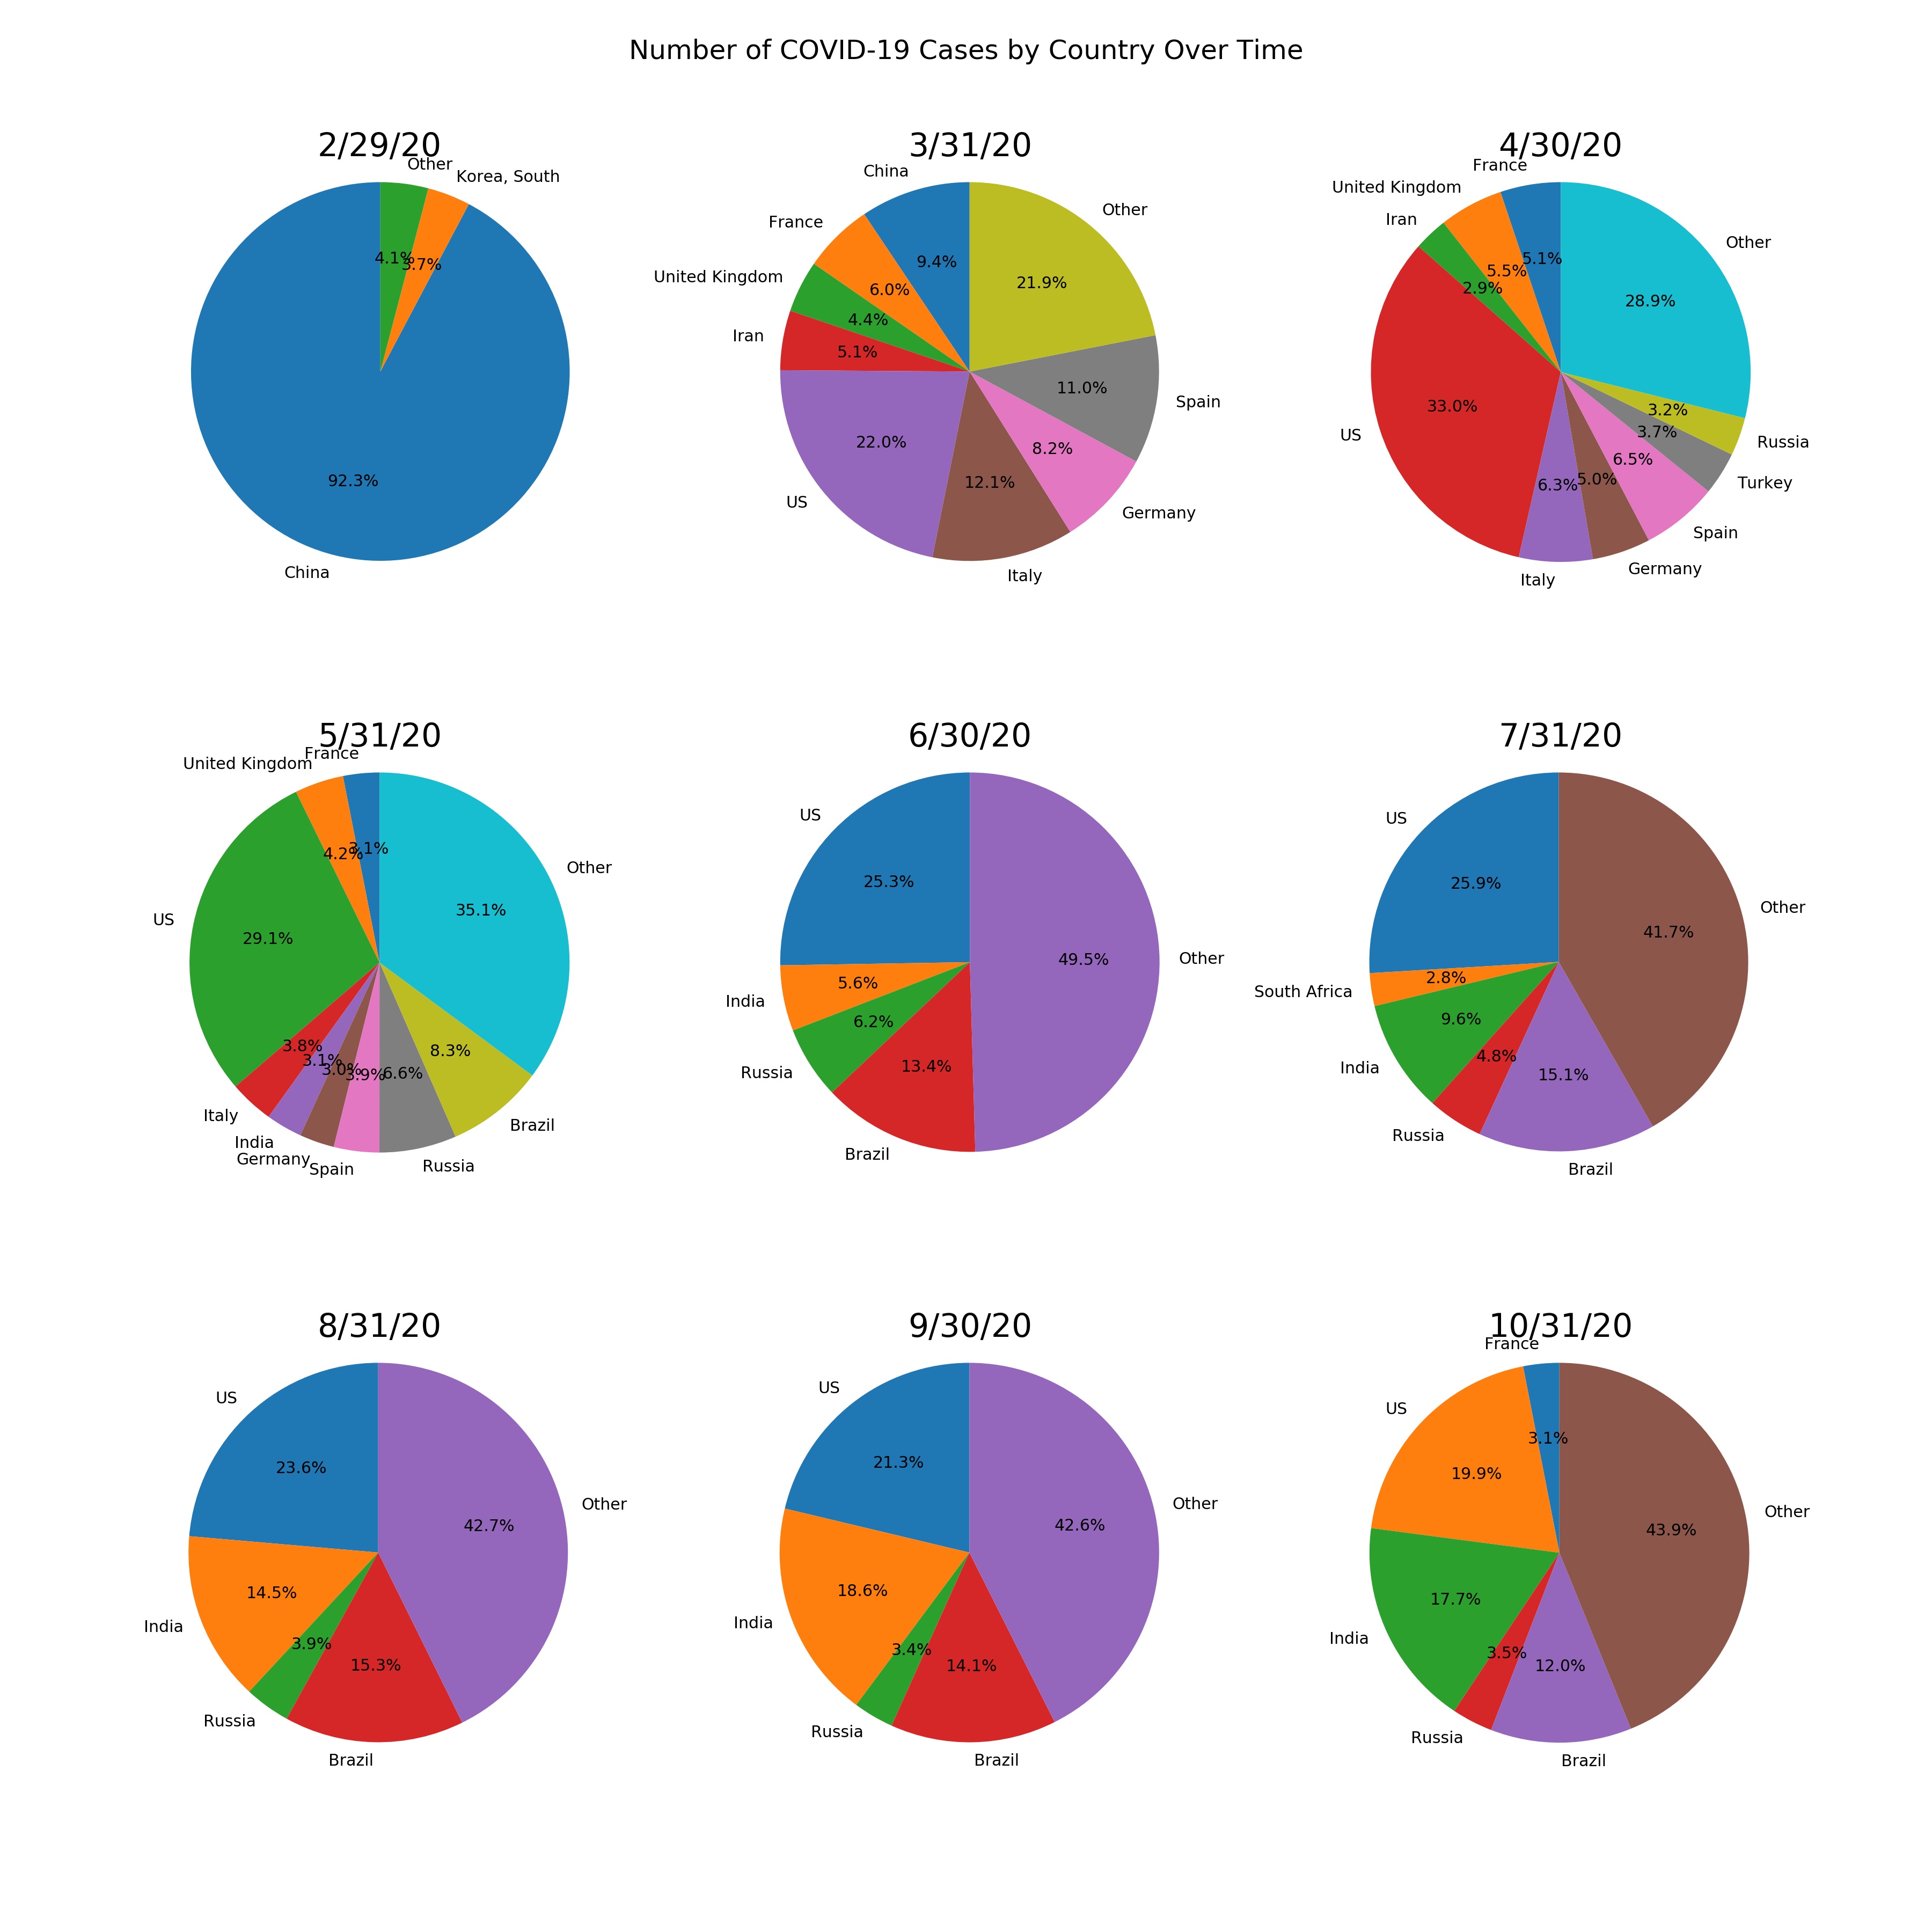 Number of COVID-19 Cases by Country Over Time
2/29/20
Other
Korea, South
4.1%
3.7%
92.3%
China
3/31/20
China
Other
France
9.4%
21.9%
United Kingdom
6.0%
4.4%
Iran
5.1%
11.0%
Spain
22.0%
8.2%
12.1%
US
Germany
Italy
4/30/20
France
United Kingdom
Iran
Other
5.1%
5.5%
2.9%
28.9%
33.0%
3.2%
US
3.7%
Russia
6.5%
6.3%
5.0%
Turkey
Spain
Germany
Italy
5/31/20
France
United Kingdom
3.1%
4.2%
Other
US
35.1%
29.1%
3.8%
8.3%
3.1%
3.0%
3.9%
6.6%
Italy
Brazil
India
Germany
Spain
Russia
6/30/20
US
25.3%
49.5%
Other
5.6%
India
6.2%
13.4%
Russia
Brazil
7/31/20
US
25.9%
Other
41.7%
2.8%
South Africa
9.6%
4.8%
India
15.1%
Russia
Brazil
8/31/20
US
23.6%
Other
42.7%
14.5%
India
3.9%
15.3%
Russia
Brazil
9/30/20
US
21.3%
Other
42.6%
18.6%
India
3.4%
14.1%
Russia
Brazil
10/31/20
France
US
3.1%
19.9%
Other
43.9%
17.7%
India
3.5%
12.0%
Russia
Brazil